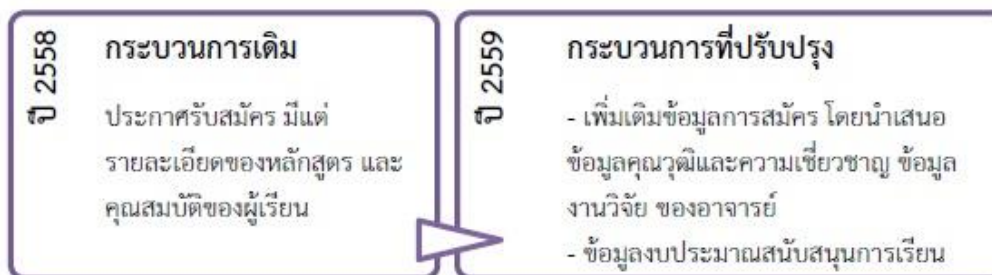 ปี 2558
กระบวนการเดิม
ประกาศรับสมัคร มีแต่
รายละเอียดของหลักสูตร และ
คุณสมบัติของผู้เรียน
ปี 2559
กระบวนการที่ปรับปรุง
- เพิ่มเติมข้อมูลการสมัคร โดยนำเสนอ
ข้อมูลคุณวุฒิและความเชี่ยวชาญ ข้อมูล
งานวิจัย ของอาจารย์
- ข้อมูลงบประมาณสนับสนุนการเรียน